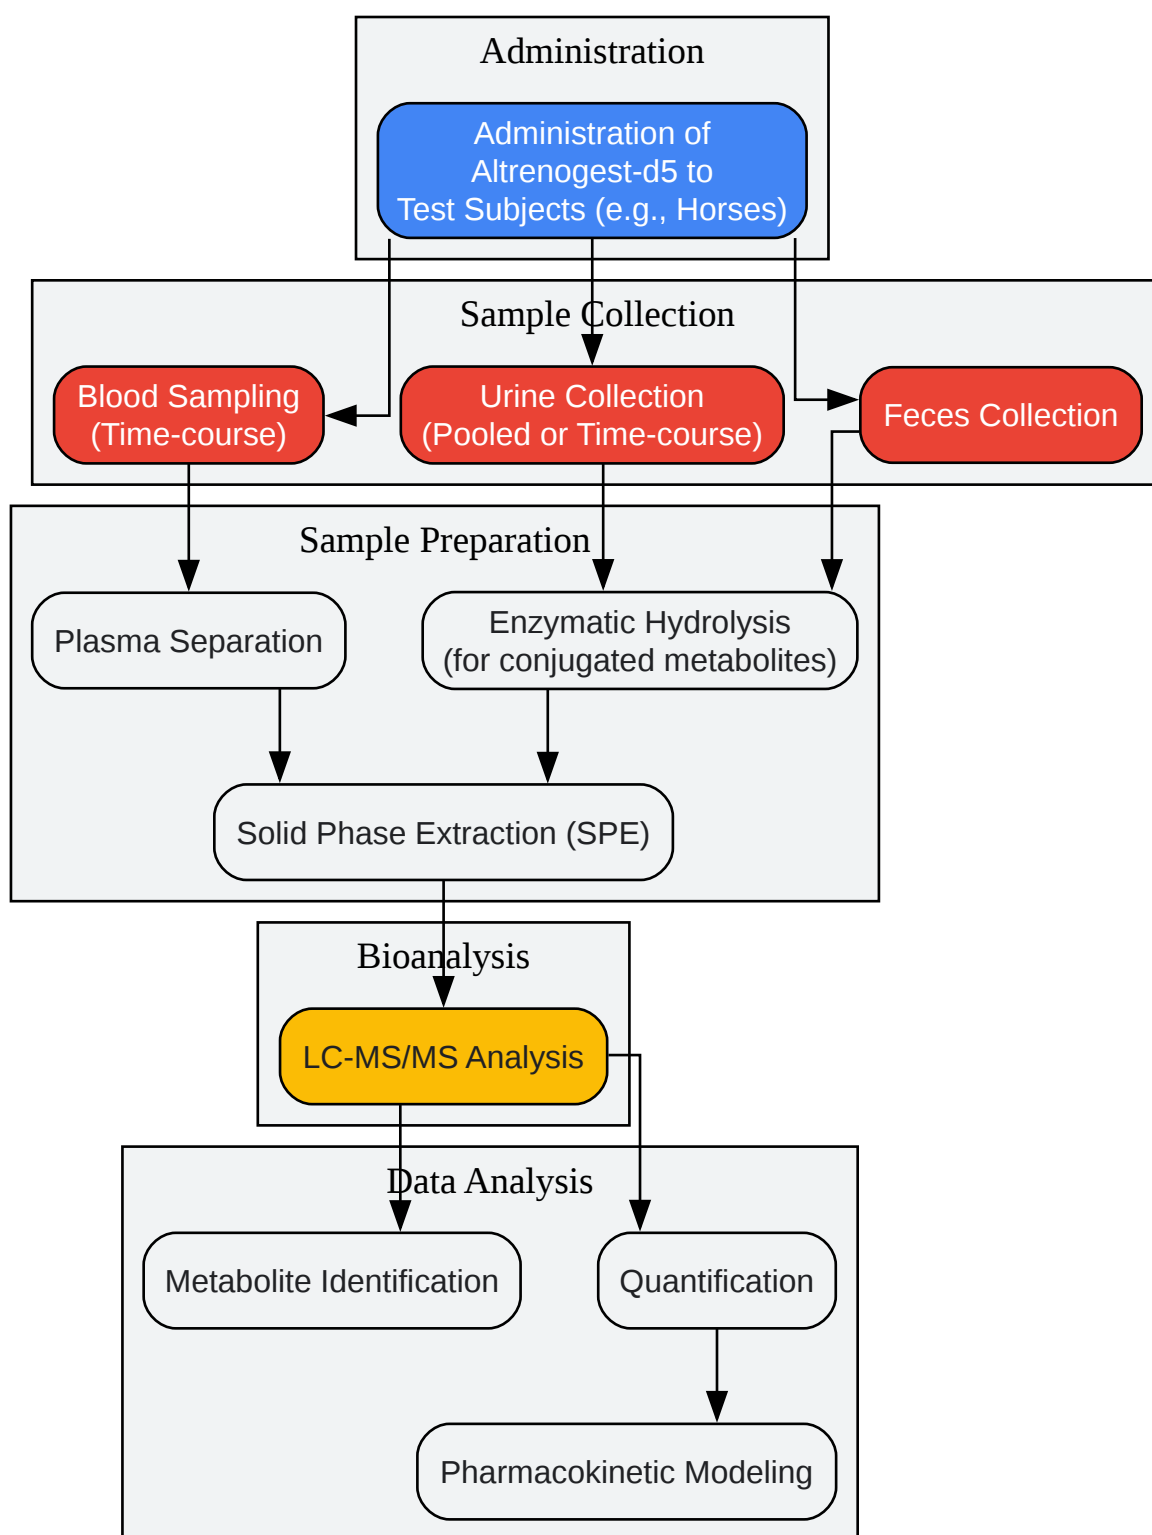 Administration
Administration of
Altrenogest-d5 to
Test Subjects (e.g., Horses)
Sample Collection
Blood Sampling
(Time-course)
Urine Collection
(Pooled or Time-course)
Feces Collection
Sample Preparation
Plasma Separation
Enzymatic Hydrolysis
(for conjugated metabolites)
Solid Phase Extraction (SPE)
Bioanalysis
LC-MS/MS Analysis
Data Analysis
Metabolite Identification
Quantification
Pharmacokinetic Modeling